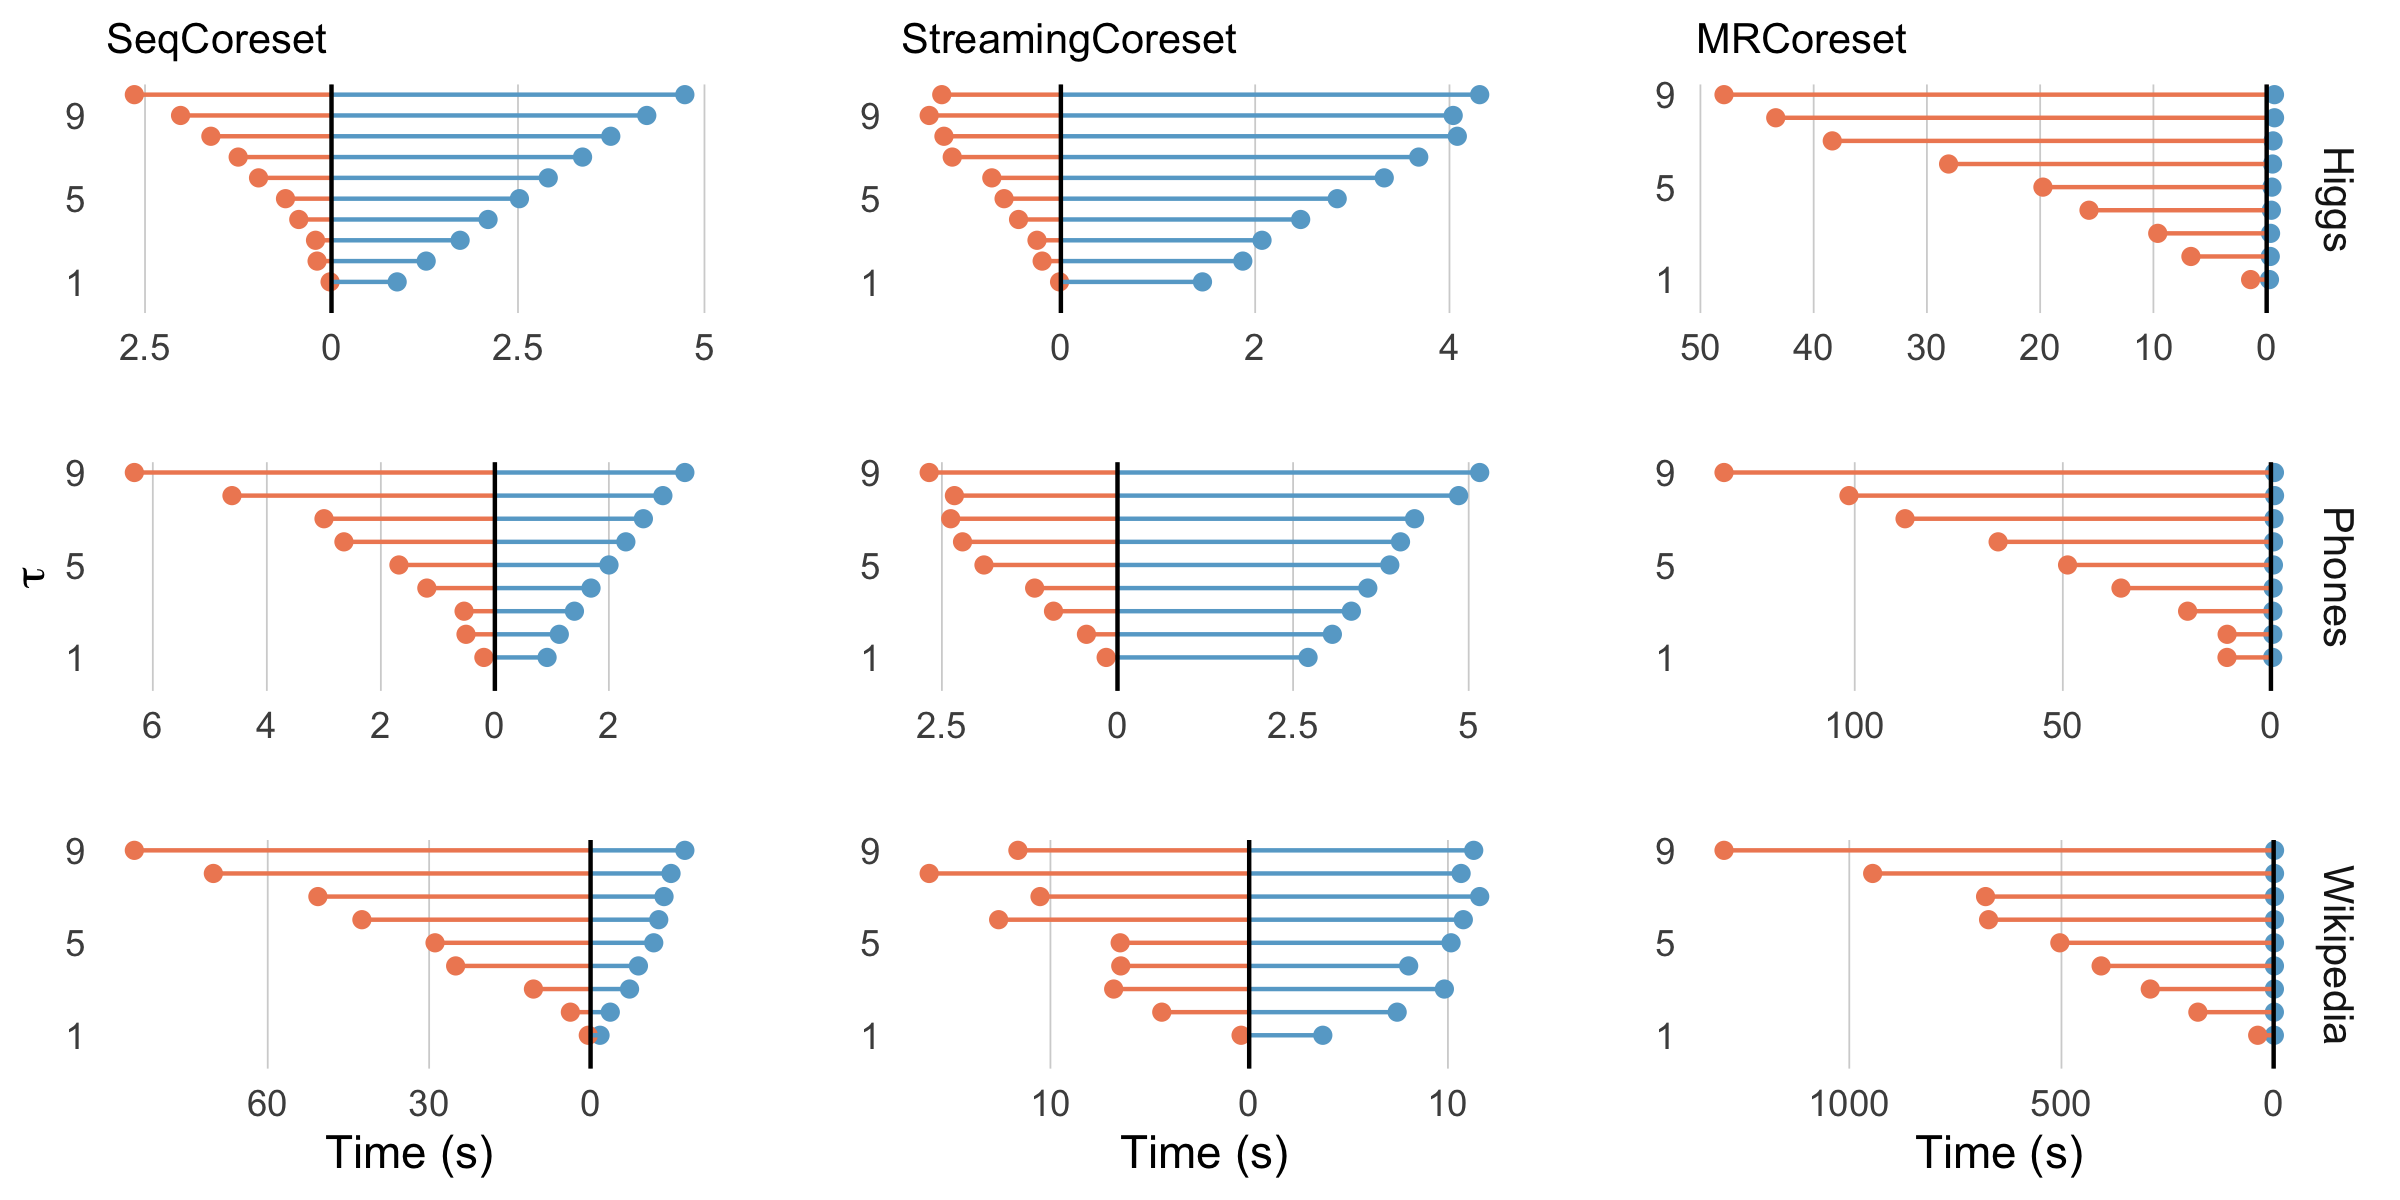 SeqCoreset StreamingCoreset MRCoreset
9 9 9
5 5 5
1 1 1
Higgs
2.5 0 2.5 5 0 2 4 50 40 30 20 10 0
9 9 9
5 5 5
1 1 1
τ
Phones
6 4 2 0 2 2.5 0 2.5 5 100 50 0
9 9 9
5 5 5
1 1 1
Wikipedia
60 30 0 10 0 10 1000 500 0
Time (s) Time (s) Time (s)